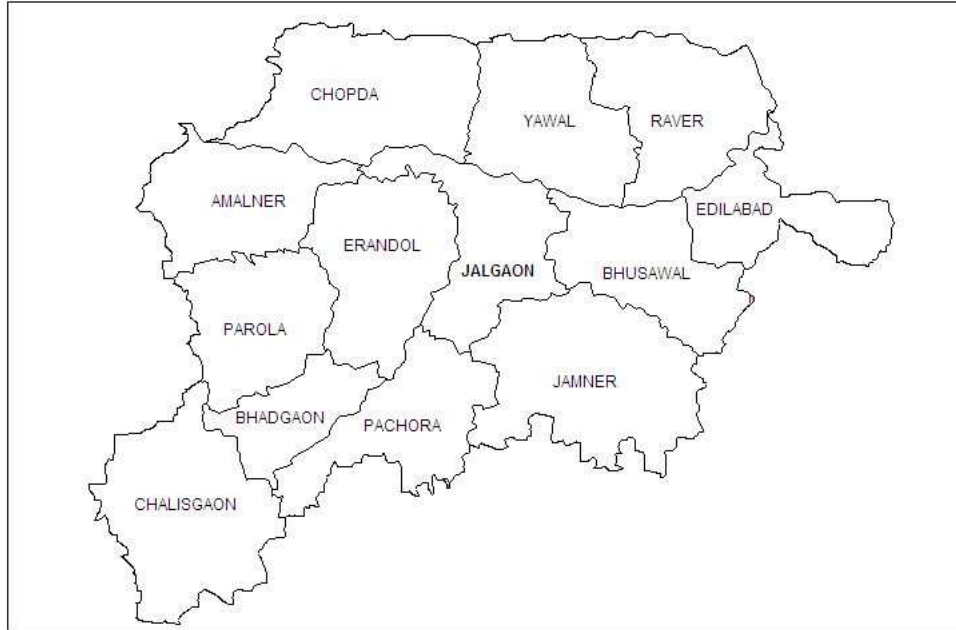 CHOPDA
YAWAL
RAVER
AMALNER
EDILABAD
ERANDOL
JALGAON
BHUSAWAL
PAROLA
JAMNER
BHADGAON
PACHORA
CHALISGAON